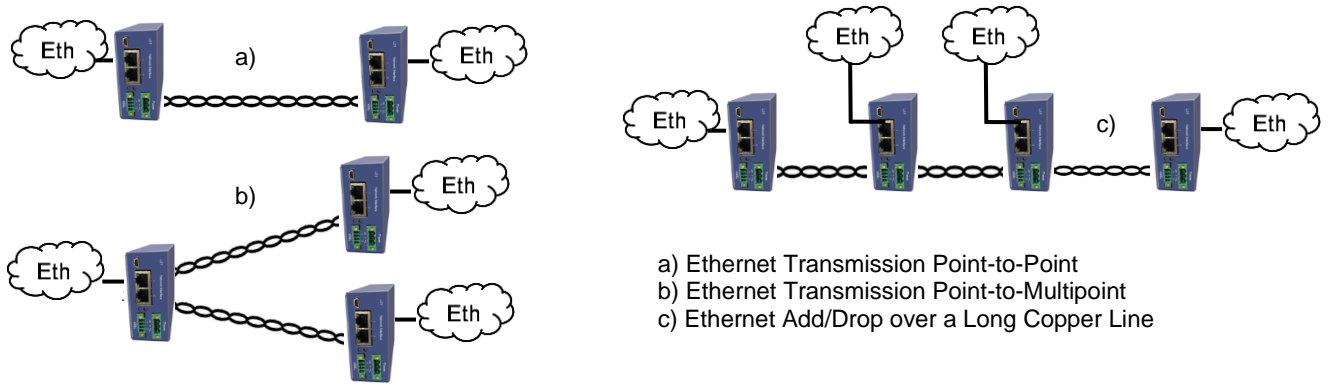 Eth
a)
Eth
Eth
Eth
Eth
c)
Eth
b)
Eth
Eth
Eth
a) Ethernet Transmission Point-to-Point
b) Ethernet Transmission Point-to-Multipoint
c) Ethernet Add/Drop over a Long Copper Line